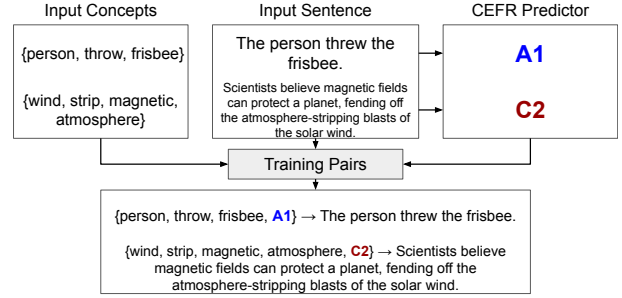 Input Concepts
Input Sentence
CEFR Predictor
{person, throw, frisbee}
{wind, strip, magnetic,
atmosphere}
The person threw the
frisbee.
Scientists believe magnetic fields
can protect a planet, fending off
the atmosphere-stripping blasts of
the solar wind.
A1
C2
Training Pairs
{person, throw, frisbee, A1} → The person threw the frisbee.
{wind, strip, magnetic, atmosphere, C2} → Scientists believe
magnetic fields can protect a planet, fending off the
atmosphere-stripping blasts of the solar wind.